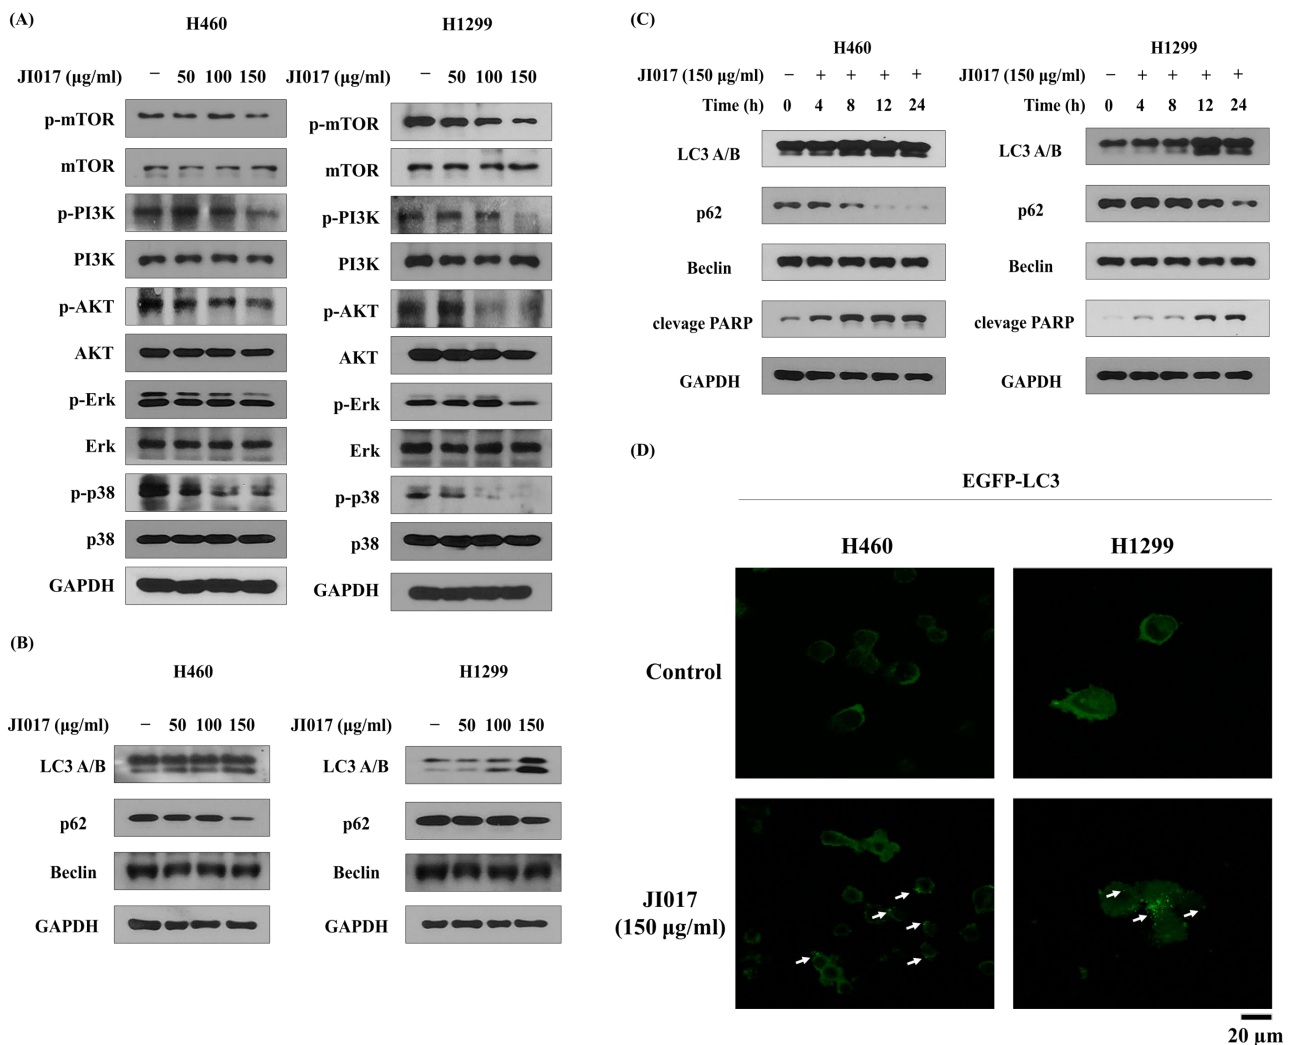 (A)
H460
H1299
JI017 (µg/ml) – 50 100 150
JI017 (µg/ml) – 50 100 150
p-mTOR
mTOR
p-PI3K
PI3K
p-AKT
AKT
p-Erk
Erk
p-p38
p38
GAPDH
p-mTOR
mTOR
p-PI3K
PI3K
p-AKT
AKT
p-Erk
Erk
p-p38
p38
GAPDH
(B)
H460
H1299
JI017 (µg/ml) – 50 100 150
JI017 (µg/ml) – 50 100 150
LC3 A/B
p62
Beclin
GAPDH
LC3 A/B
p62
Beclin
GAPDH
(C)
H460
H1299
JI017 (150 µg/ml) – + + + +
Time (h) 0 4 8 12 24
JI017 (150 µg/ml) – + + + +
Time (h) 0 4 8 12 24
LC3 A/B
p62
Beclin
clevage PARP
GAPDH
LC3 A/B
p62
Beclin
clevage PARP
GAPDH
(D)
EGFP-LC3
H460
H1299
Control
JI017
(150 µg/ml)
20 µm